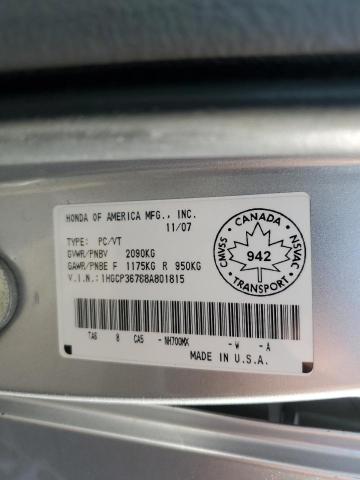 HONDA OF AMERICA MFG., INC.
11/07
TYPE: PC/VT
GVWR/PNBV 2090KG
GAWR/PNBE F 1175KG R 950KG
V.I.N.: 1HGCP36788A801815
TA6 8 CA5 -NH700MX -W -A
MADE IN U.S.A.
CANADA
CMVSS 942 NSVAC
TRANSPORT